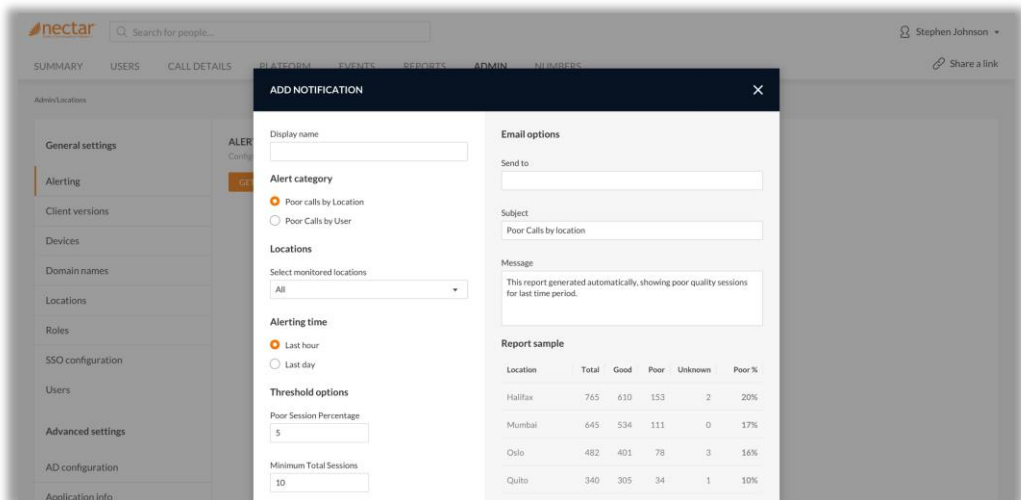 nectar
Search for people...
Stephen Johnson
SUMMARY USERS CALL DETAILS PLATFORM EVENTS REPORTS ADMIN NUMBERS
Share a link
Admin/Locations
General settings
Alerting
Client versions
Devices
Domain names
Locations
Roles
SSO configuration
Users
Advanced settings
AD configuration
Application info
ALER
Config
GET
ADD NOTIFICATION
Display name
Alert category
Poor calls by Location
Poor Calls by User
Locations
Select monitored locations
All
Alerting time
Last hour
Last day
Threshold options
Poor Session Percentage
5
Minimum Total Sessions
10
Email options
Send to
Subject
Poor Calls by location
Message
This report generated automatically, showing poor quality sessions
for last time period.
Report sample
Location Total Good Poor Unknown Poor %
Halifax 765 610 153 2 20%
Mumbai 645 534 111 0 17%
Oslo 482 401 78 3 16%
Quito 340 305 34 1 10%